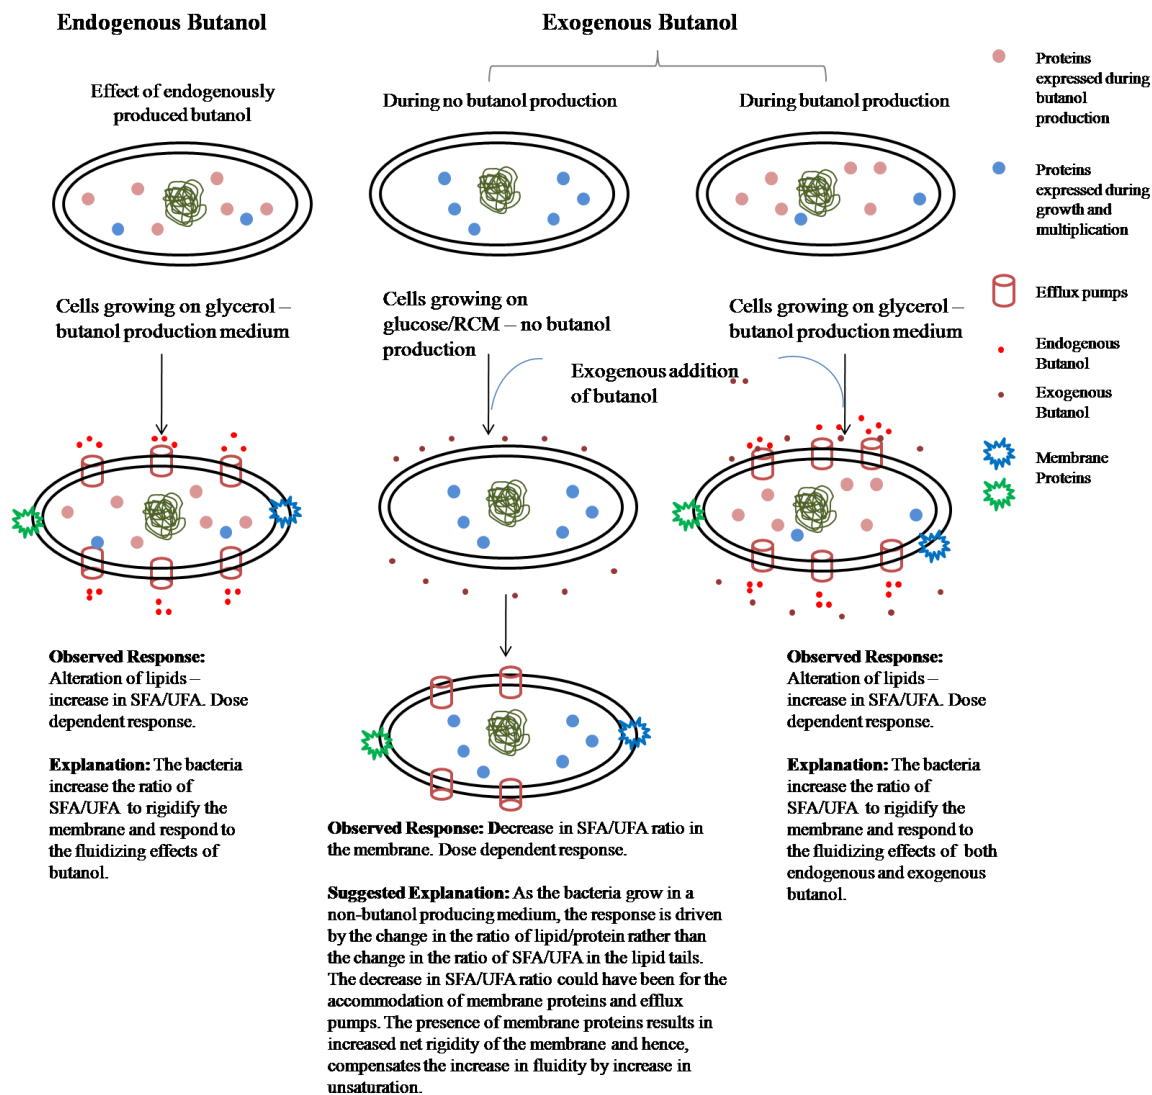 Endogenous Butanol
Exogenous Butanol
Effect of endogenously
produced butanol
During no butanol production
During butanol production
Cells growing on glycerol –
butanol production medium
Cells growing on
glucose/RCM – no butanol
production
Cells growing on glycerol –
butanol production medium
Exogenous addition
of butanol
Proteins
expressed during
butanol
production
Proteins
expressed during
growth and
multiplication
Efflux pumps
Endogenous
Butanol
Exogenous
Butanol
Membrane
Proteins
Observed Response:
Alteration of lipids –
increase in SFA/UFA. Dose
dependent response.
Explanation: The bacteria
increase the ratio of
SFA/UFA to rigidify the
membrane and respond to
the fluidizing effects of
butanol.
Observed Response: Decrease in SFA/UFA ratio in
the membrane. Dose dependent response.
Suggested Explanation: As the bacteria grow in a
non-butanol producing medium, the response is driven
by the change in the ratio of lipid/protein rather than
the change in the ratio of SFA/UFA in the lipid tails.
The decrease in SFA/UFA ratio could have been for the
accommodation of membrane proteins and efflux
pumps. The presence of membrane proteins results in
increased net rigidity of the membrane and hence,
compensates the increase in fluidity by increase in
unsaturation.
Observed Response:
Alteration of lipids –
increase in SFA/UFA. Dose
dependent response.
Explanation: The bacteria
increase the ratio of
SFA/UFA to rigidify the
membrane and respond to
the fluidizing effects of both
endogenous and exogenous
butanol.